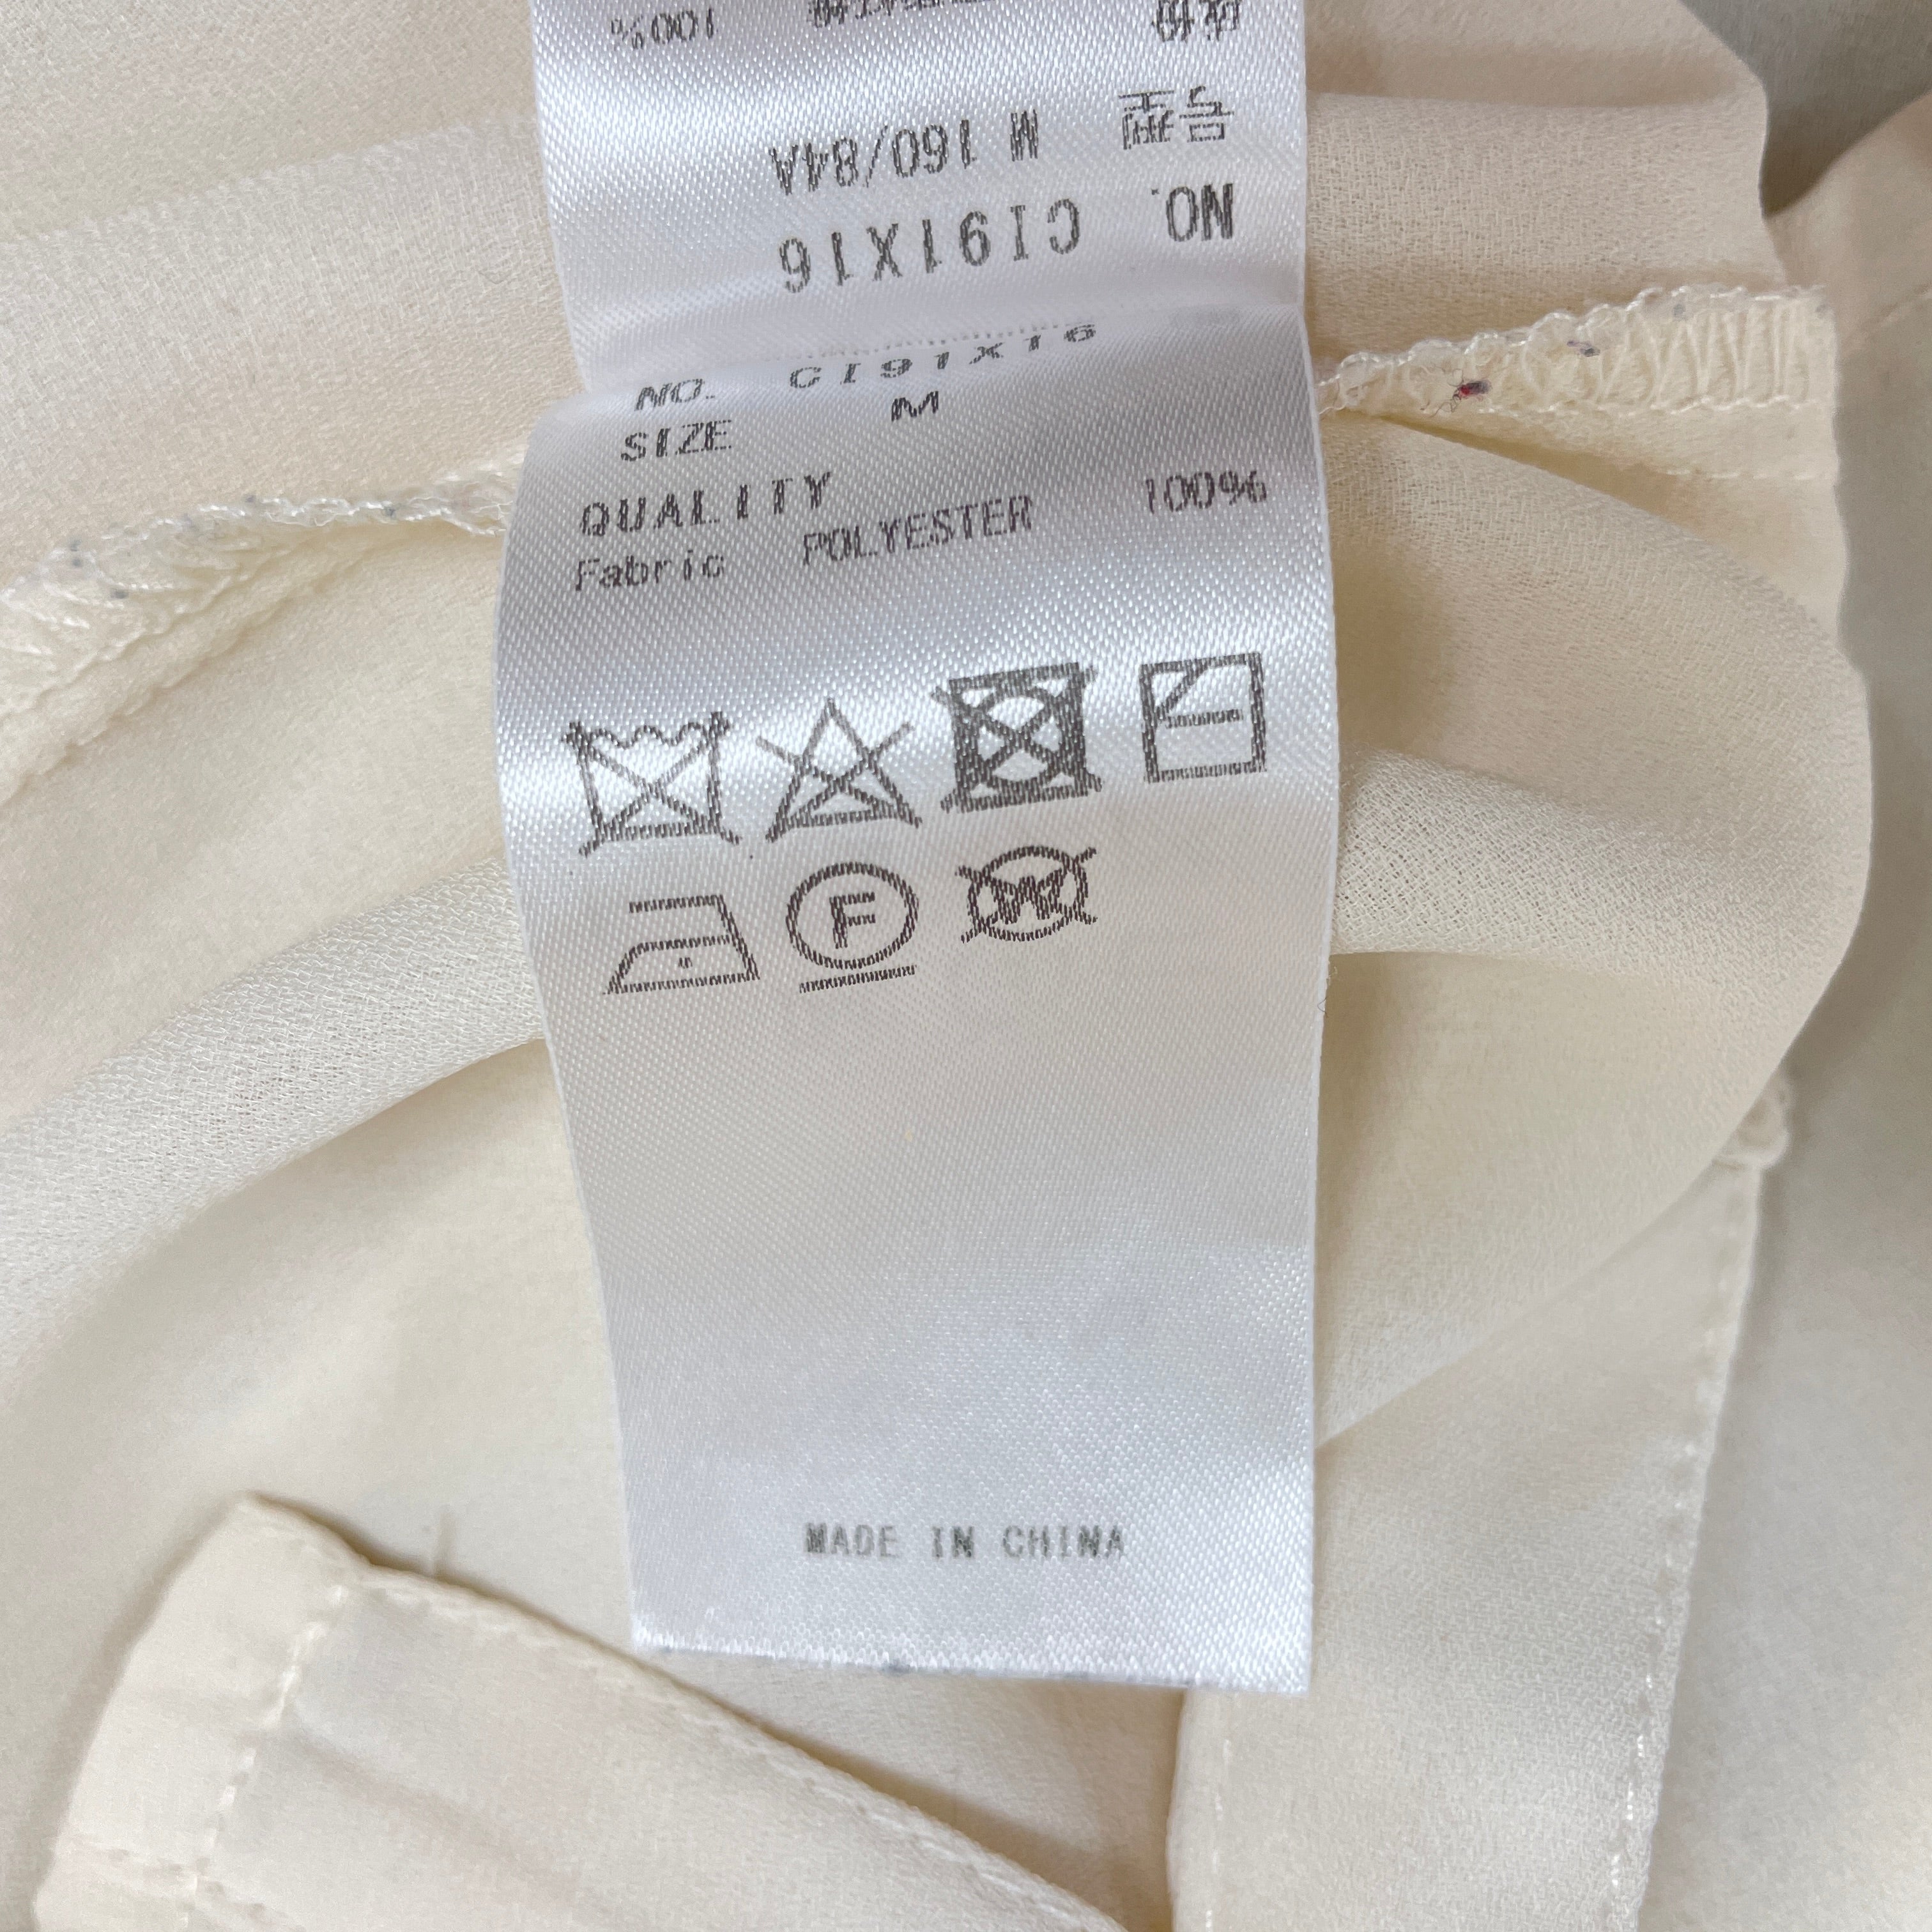 100%
号型 M 160/84A
NO. CI91X16
NO. CI91X16
SIZE M
QUALITY
Fabric POLYESTER 100%
F
W
MADE IN CHINA